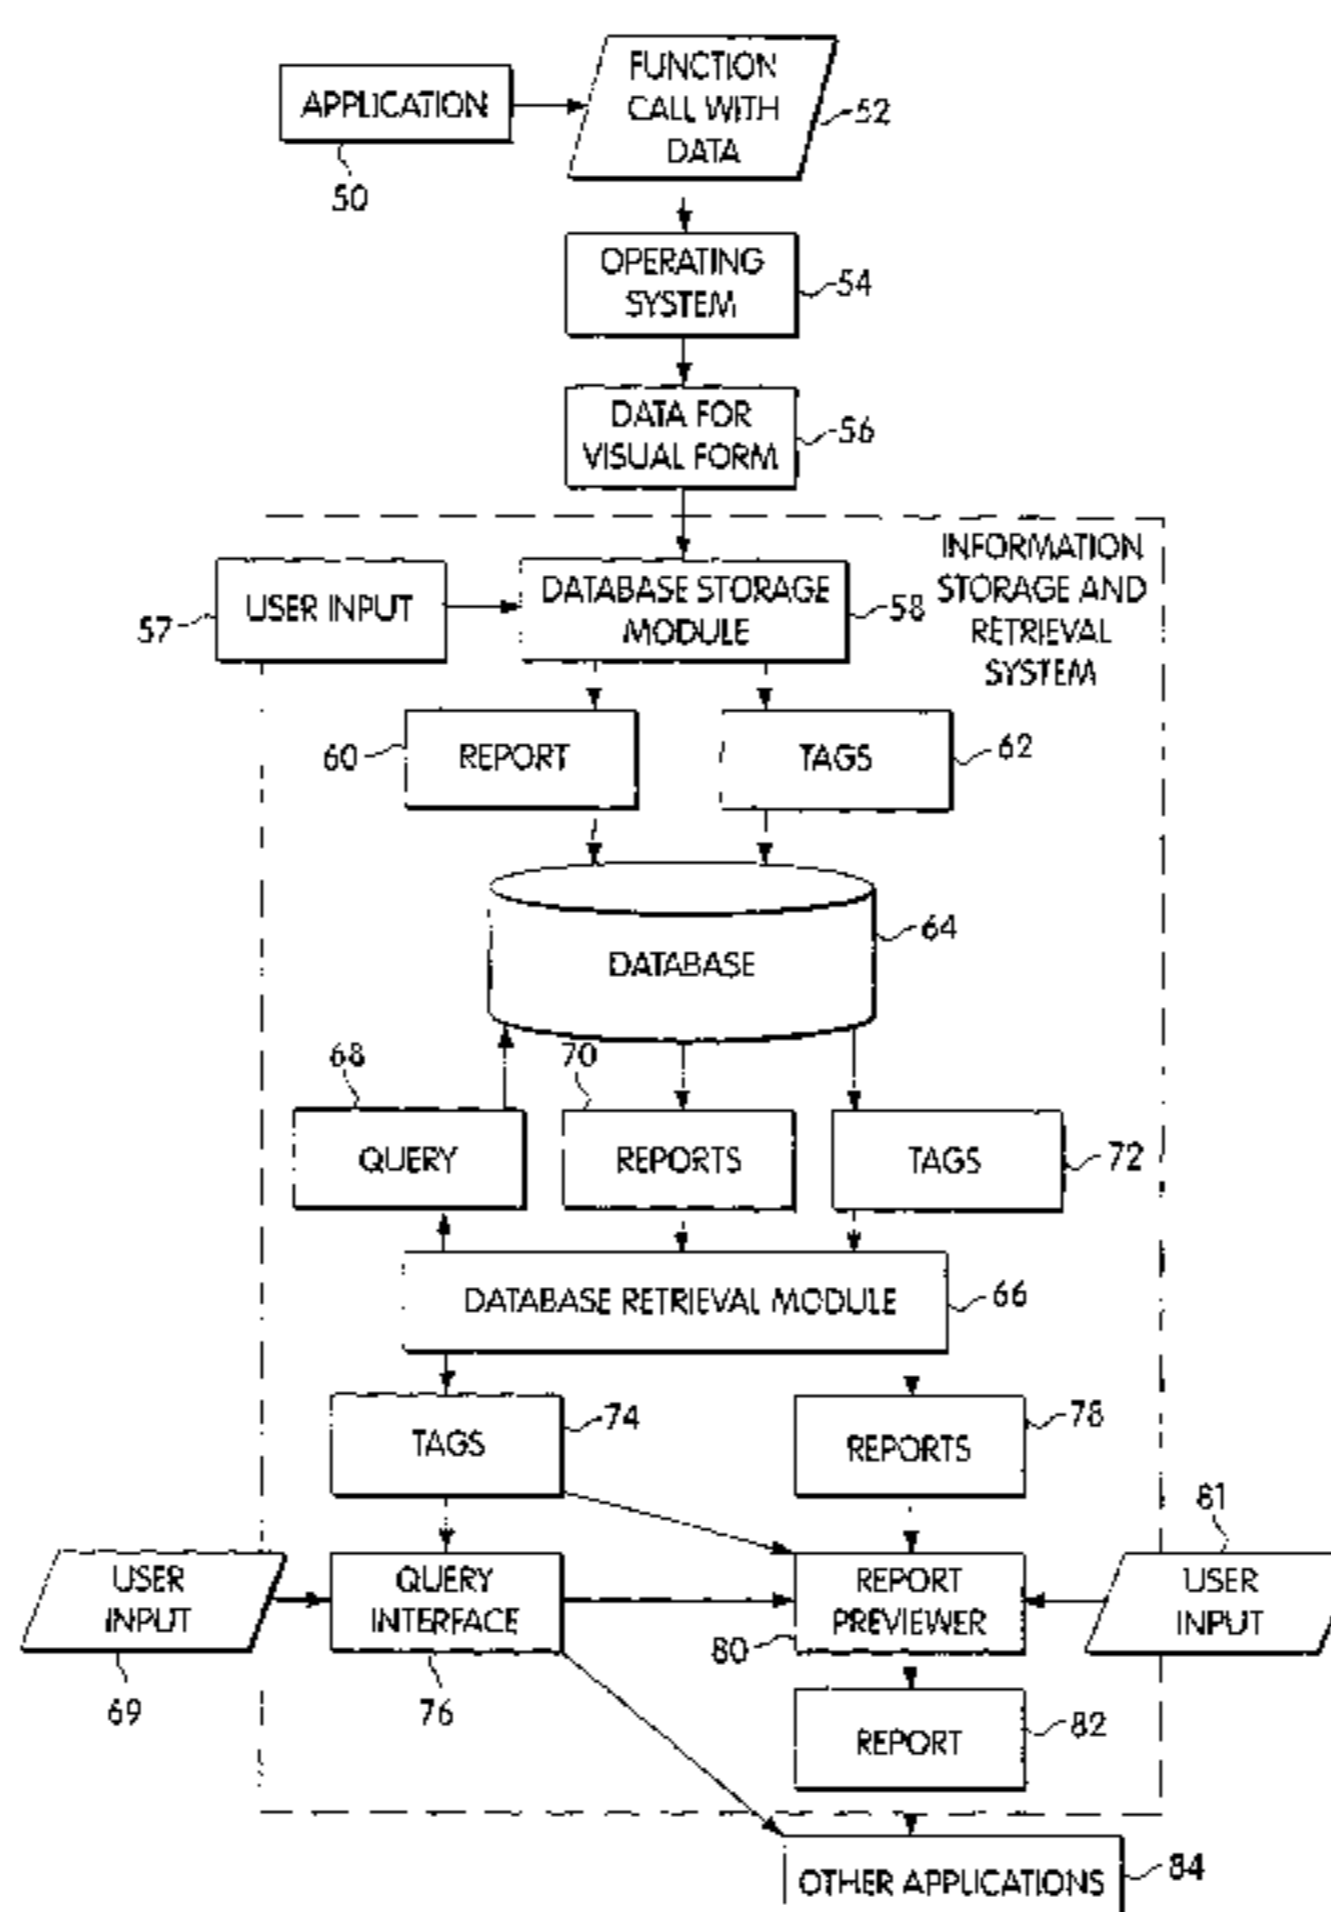 FUNCTION
CALL WITH
DATA
52
APPLICATION
50
OPERATING
SYSTEM
54
DATA FOR
VISUAL FORM
56
INFORMATION
STORAGE AND
RETRIEVAL
SYSTEM
USER INPUT
57
DATABASE STORAGE
MODULE
58
60
REPORT
TAGS
62
DATABASE
64
68
70
QUERY
REPORTS
TAGS
72
DATABASE RETRIEVAL MODULE
66
TAGS
74
REPORTS
78
81
USER
INPUT
69
QUERY
INTERFACE
76
REPORT
PREVIEWER
80
USER
INPUT
REPORT
82
OTHER APPLICATIONS
84